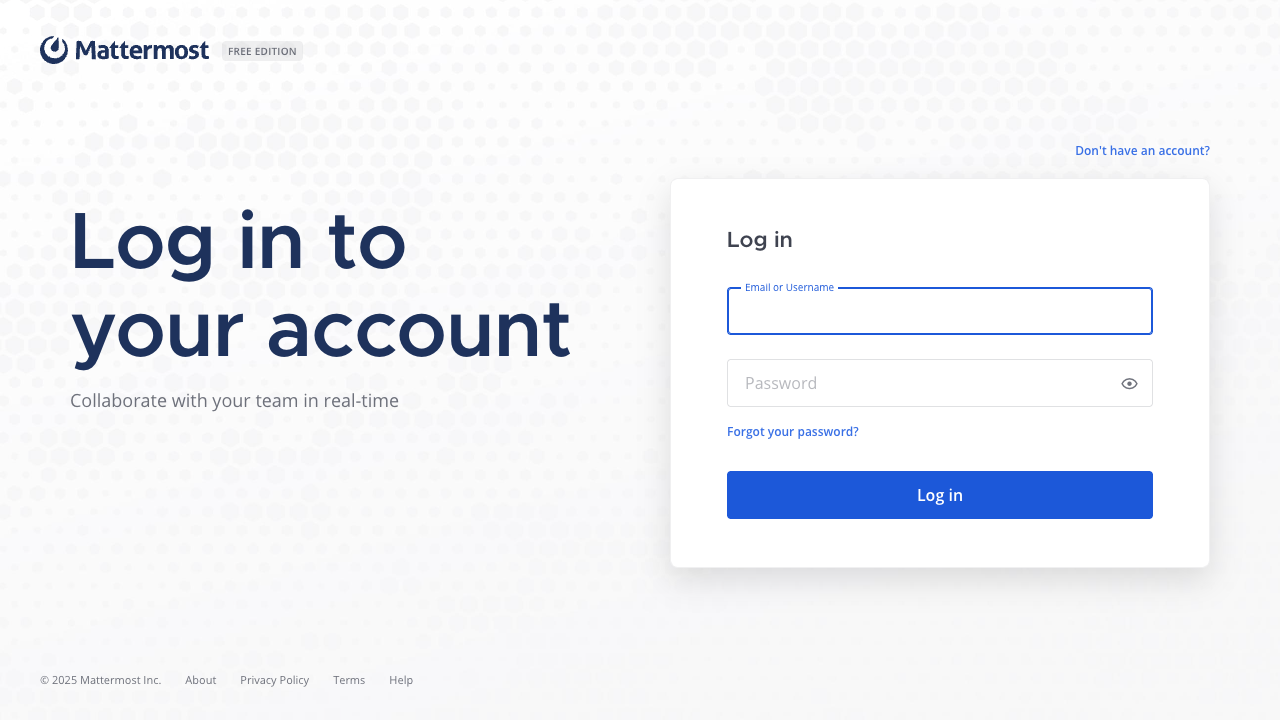 Mattermost FREE EDITION
Don't have an account?
Log in to
your account
Collaborate with your team in real-time
Log in
Email or Username
Password
Forgot your password?
Log in
© 2025 Mattermost Inc. About Privacy Policy Terms Help